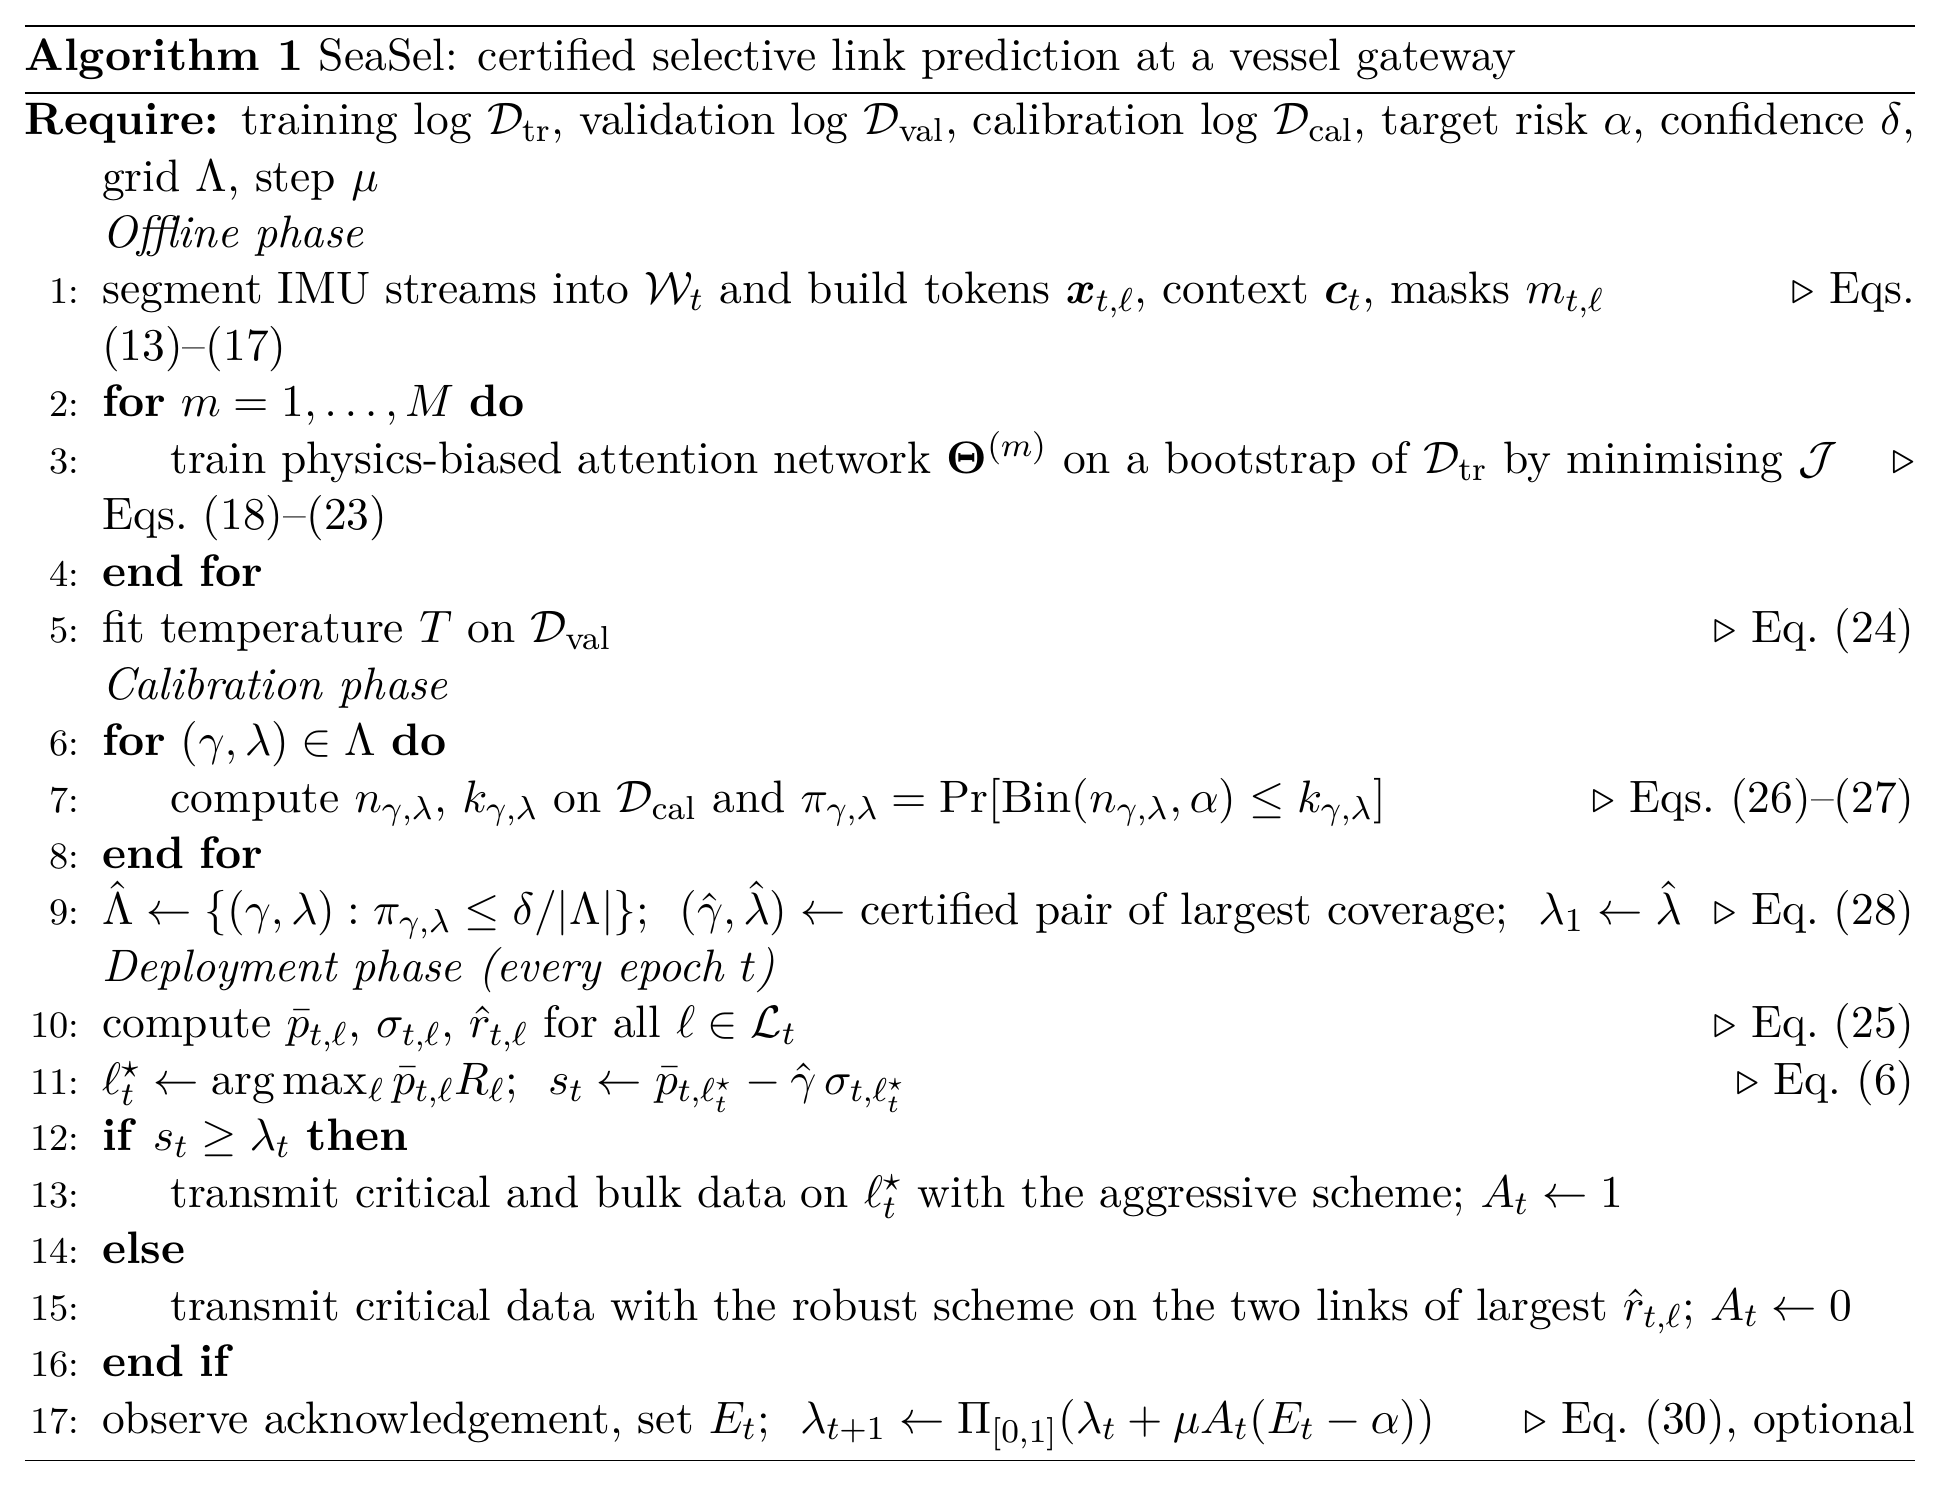 Algorithm 1 SeaSel: certified selective link prediction at a vessel gateway
Require: training log 𝒟_tr, validation log 𝒟_val, calibration log 𝒟_cal, target risk α, confidence δ,
grid Λ, step μ
Offline phase
1: segment IMU streams into 𝒲_t and build tokens 𝒙_{t,ℓ}, context 𝒄_t, masks m_{t,ℓ} ▷ Eqs.
(13)–(17)
2: for m = 1, . . . , M do
3: train physics-biased attention network Θ^{(m)} on a bootstrap of 𝒟_tr by minimising 𝒥 ▷
Eqs. (18)–(23)
4: end for
5: fit temperature T on 𝒟_val ▷ Eq. (24)
Calibration phase
6: for (γ, λ) ∈ Λ do
7: compute n_{γ,λ}, k_{γ,λ} on 𝒟_cal and π_{γ,λ} = Pr[Bin(n_{γ,λ}, α) ≤ k_{γ,λ}] ▷ Eqs. (26)–(27)
8: end for
9: Λ̂ ← {(γ, λ) : π_{γ,λ} ≤ δ/|Λ|}; (γ̂, λ̂) ← certified pair of largest coverage; λ_1 ← λ̂ ▷ Eq. (28)
Deployment phase (every epoch t)
10: compute p̄_{t,ℓ}, σ_{t,ℓ}, r̂_{t,ℓ} for all ℓ ∈ ℒ_t ▷ Eq. (25)
11: ℓ_t^⋆ ← arg max_ℓ p̄_{t,ℓ} R_ℓ; s_t ← p̄_{t,ℓ_t^⋆} − γ̂ σ_{t,ℓ_t^⋆} ▷ Eq. (6)
12: if s_t ≥ λ_t then
13: transmit critical and bulk data on ℓ_t^⋆ with the aggressive scheme; A_t ← 1
14: else
15: transmit critical data with the robust scheme on the two links of largest r̂_{t,ℓ}; A_t ← 0
16: end if
17: observe acknowledgement, set E_t; λ_{t+1} ← Π_{[0,1]}(λ_t + μA_t(E_t − α)) ▷ Eq. (30), optional